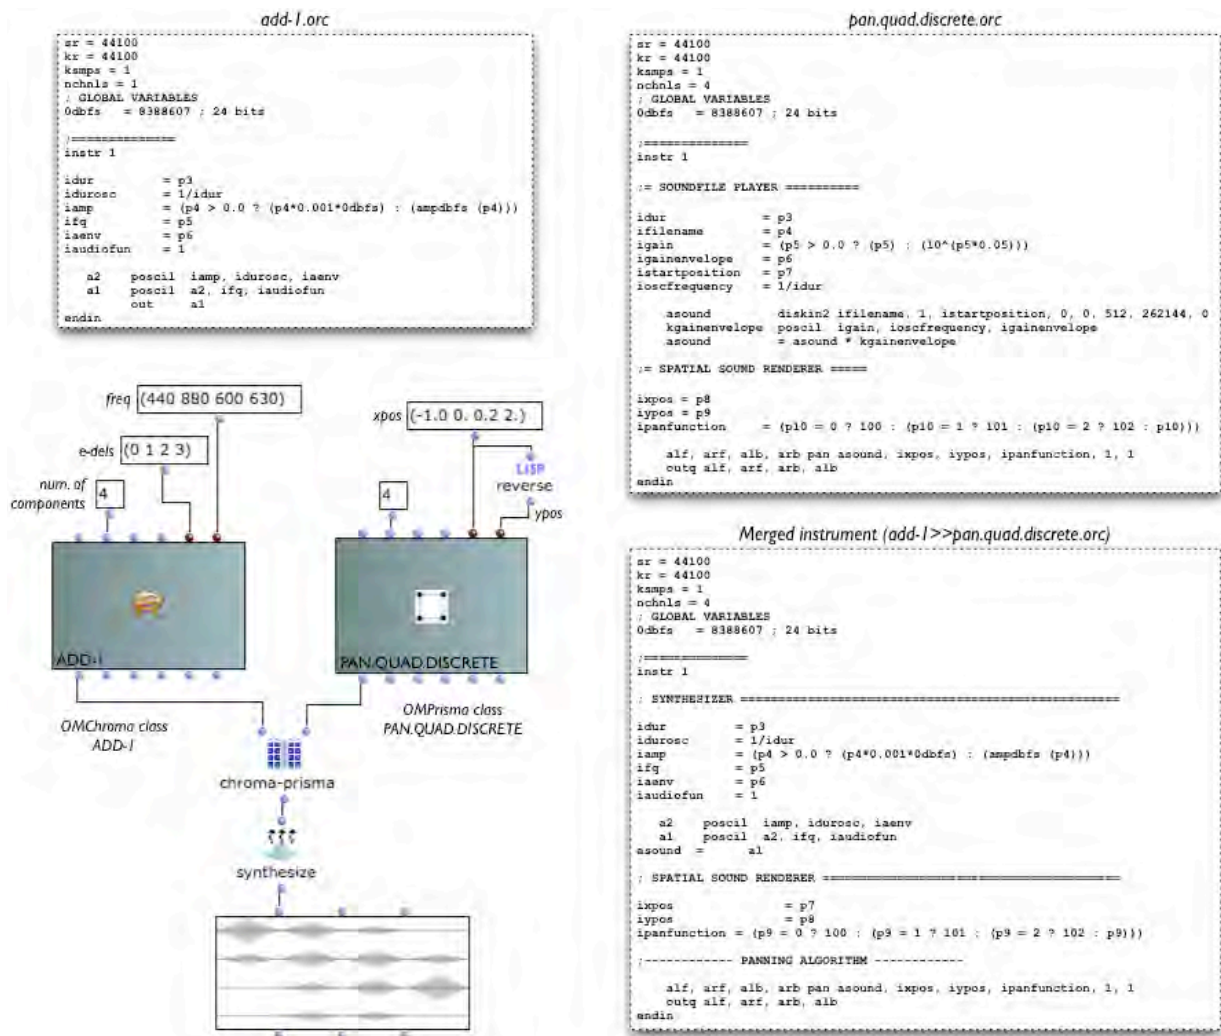 add-1.orc
sr = 44100
kr = 44100
ksmps = 1
nchnls = 1
; GLOBAL VARIABLES
0dbfs = 8388607 ; 24 bits
;==============
instr 1
idur = p3
idurosc = 1/idur
iamp = (p4 > 0.0 ? (p4*0.001*0dbfs) : (ampdbfs (p4)))
ifq = p5
iaenv = p6
iaudiofun = 1
a2 poscil iamp, idurosc, iaenv
a1 poscil a2, ifq, iaudiofun
out a1
endin
freq (440 880 600 630)
e-dels (0 1 2 3)
num. of
components 4
ADD-1
OMChroma class
ADD-1
xpos (-1.0 0. 0.2 2.)
LISP
reverse
4
ypos
PAN.QUAD.DISCRETE
OMPrisma class
PAN.QUAD.DISCRETE
chroma-prisma
synthesize
pan.quad.discrete.orc
sr = 44100
kr = 44100
ksmps = 1
nchnls = 4
; GLOBAL VARIABLES
0dbfs = 8388607 ; 24 bits
;==============
instr 1
;= SOUNDFILE PLAYER ==========
idur = p3
ifilename = p4
igain = (p5 > 0.0 ? (p5) : (10^(p5*0.05)))
igainenvelope = p6
istartposition = p7
ioscfrequency = 1/idur
asound diskin2 ifilename, 1, istartposition, 0, 0, 512, 262144, 0
kgainenvelope poscil igain, ioscfrequency, igainenvelope
asound = asound * kgainenvelope
;= SPATIAL SOUND RENDERER =====
ixpos = p8
iypos = p9
ipanfunction = (p10 = 0 ? 100 : (p10 = 1 ? 101 : (p10 = 2 ? 102 : p10)))
alf, arf, alb, arb pan asound, ixpos, iypos, ipanfunction, 1, 1
outq alf, arf, arb, alb
endin
Merged instrument (add-1>>pan.quad.discrete.orc)
sr = 44100
kr = 44100
ksmps = 1
nchnls = 4
; GLOBAL VARIABLES
0dbfs = 8388607 ; 24 bits
;==============
instr 1
; SYNTHESIZER ===================================================
idur = p3
idurosc = 1/idur
iamp = (p4 > 0.0 ? (p4*0.001*0dbfs) : (ampdbfs (p4)))
ifq = p5
iaenv = p6
iaudiofun = 1
a2 poscil iamp, idurosc, iaenv
a1 poscil a2, ifq, iaudiofun
asound = a1
; SPATIAL SOUND RENDERER ========================================
ixpos = p7
iypos = p8
ipanfunction = (p9 = 0 ? 100 : (p9 = 1 ? 101 : (p9 = 2 ? 102 : p9)))
;------------ PANNING ALGORITHM ------------
alf, arf, alb, arb pan asound, ixpos, iypos, ipanfunction, 1, 1
outq alf, arf, arb, alb
endin